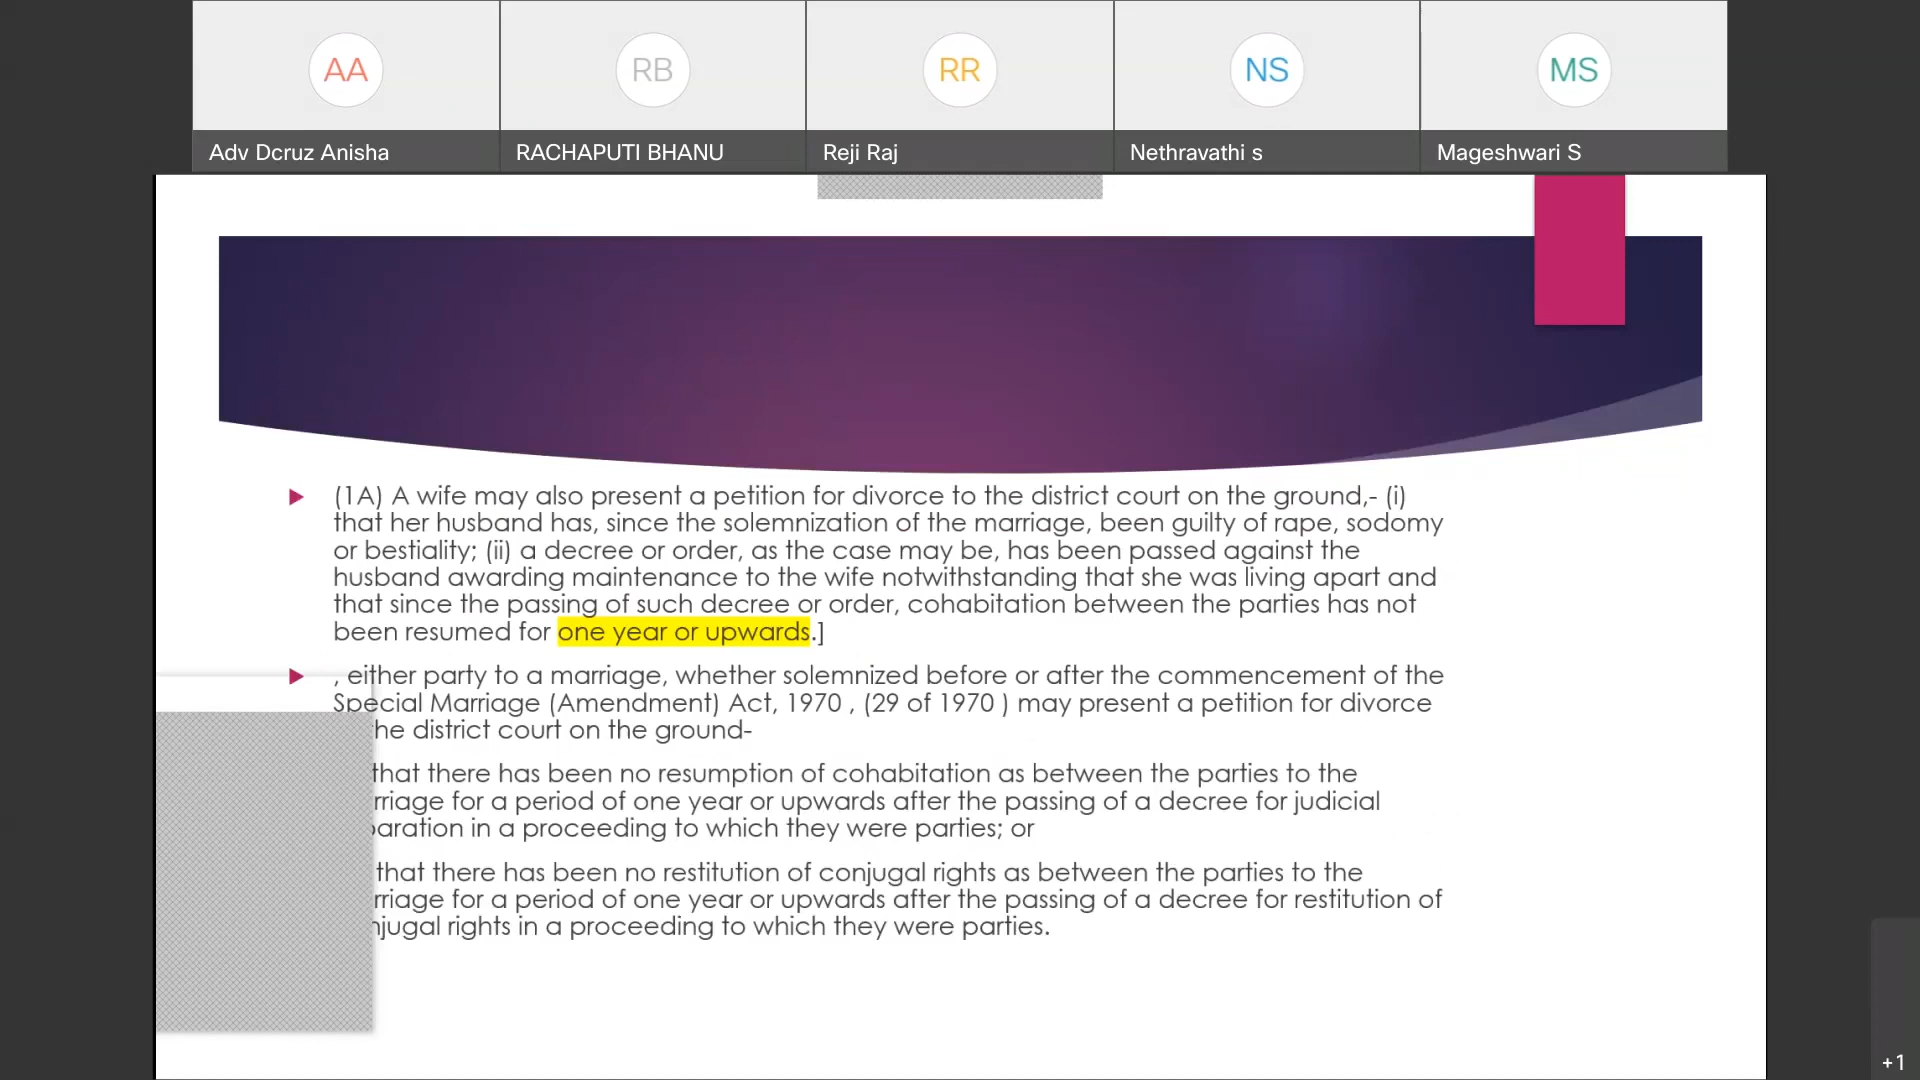 AA
RB
RR
NS
MS
Adv Dcruz Anisha
RACHAPUTI BHANU
Reji Raj
Nethravathi s
Mageshwari S
(1A) A wife may also present a petition for divorce to the district court on the ground,- (i)
that her husband has, since the solemnization of the marriage, been guilty of rape, sodomy
or bestiality; (ii) a decree or order, as the case may be, has been passed against the
husband awarding maintenance to the wife notwithstanding that she was living apart and
that since the passing of such decree or order, cohabitation between the parties has not
been resumed for one year or upwards.]
, either party to a marriage, whether solemnized before or after the commencement of the
Special Marriage (Amendment) Act, 1970 , (29 of 1970 ) may present a petition for divorce
he district court on the ground-
that there has been no resumption of cohabitation as between the parties to the
rriage for a period of one year or upwards after the passing of a decree for judicial
paration in a proceeding to which they were parties; or
that there has been no restitution of conjugal rights as between the parties to the
rriage for a period of one year or upwards after the passing of a decree for restitution of
njugal rights in a proceeding to which they were parties.
+1